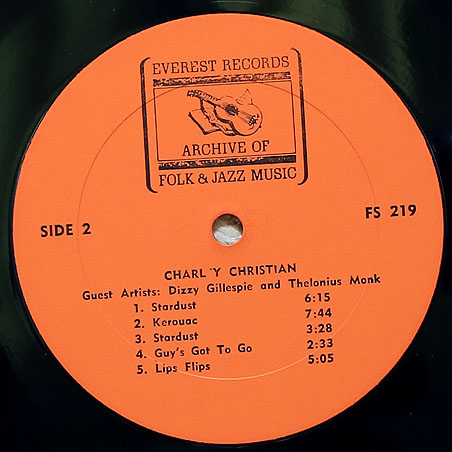 EVEREST RECORDS
ARCHIVE OF
FOLK & JAZZ MUSIC
SIDE 2
FS 219
CHARL'Y CHRISTIAN
Guest Artists: Dizzy Gillespie and Thelonius Monk
1. Stardust 6:15
2. Kerouac 7:44
3. Stardust 3:28
4. Guy's Got To Go 2:33
5. Lips Flips 5:05